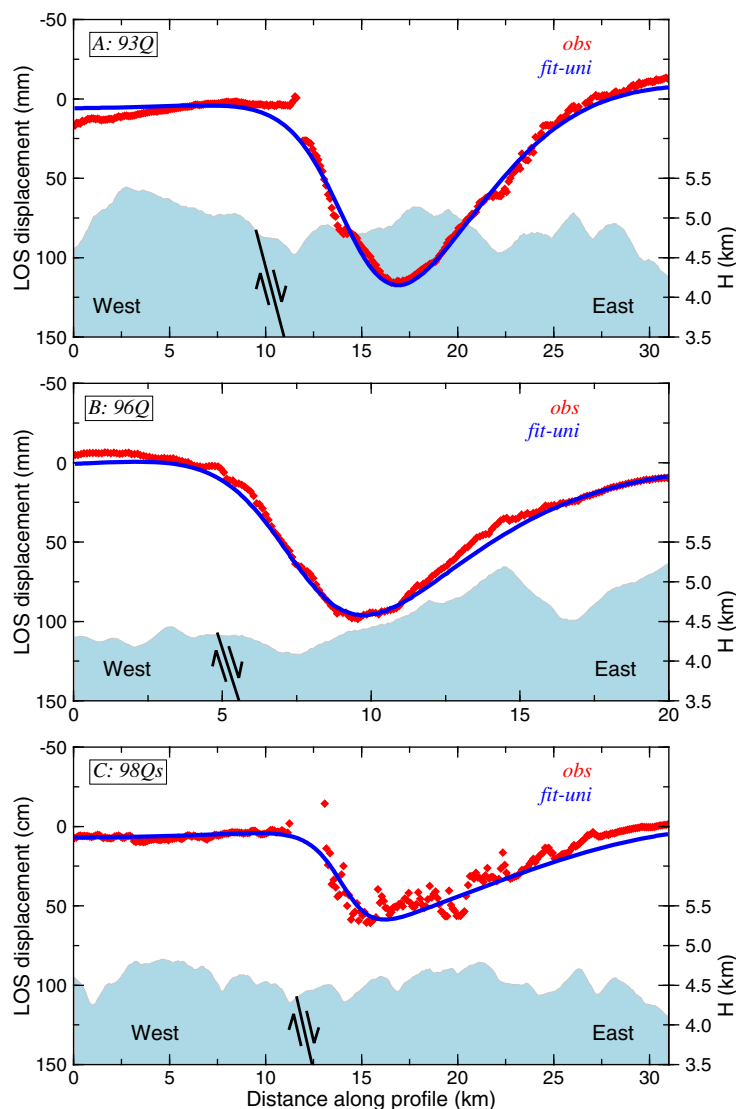 -50
A: 93Q
obs
fit-uni
0
50
100
150
LOS displacement (mm)
5.5
5.0
4.5
4.0
3.5
H (km)
West
East
0 5 10 15 20 25 30
-50
B: 96Q
obs
fit-uni
0
50
100
150
LOS displacement (mm)
5.5
5.0
4.5
4.0
3.5
H (km)
West
East
0 5 10 15 20
-50
C: 98Qs
obs
fit-uni
0
50
100
150
LOS displacement (cm)
5.5
5.0
4.5
4.0
3.5
H (km)
West
East
0 5 10 15 20 25 30
Distance along profile (km)